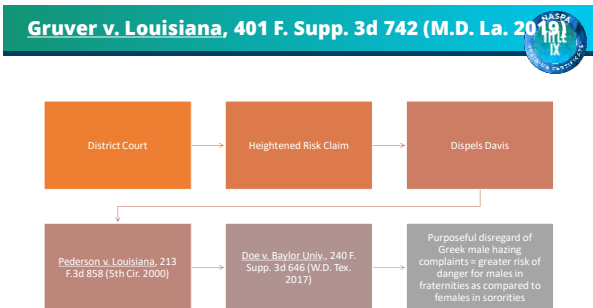 Gruver v. Louisiana, 401 F. Supp. 3d 742 (M.D. La. 2019)
NASPA
TITLE
IX
District Court
Heightened Risk Claim
Dispels Davis
Pederson v. Louisiana, 213
F.3d 858 (5th Cir. 2000)
Doe v. Baylor Univ., 240 F.
Supp. 3d 646 (W.D. Tex.
2017)
Purposeful disregard of
Greek male hazing
complaints = greater risk of
danger for males in
fraternities as compared to
females in sororities